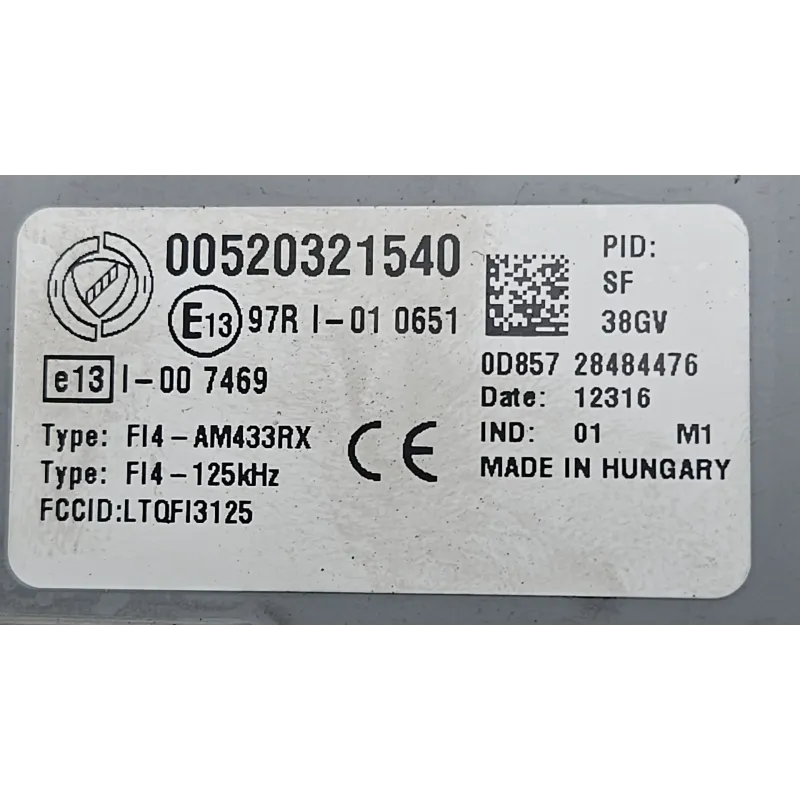 00520321540
E13 97R I-01 0651
e13 I-00 7469
Type: FI4-AM433RX
Type: FI4-125kHz
FCCID:LTQFI3125
CE
PID:
SF
38GV
0D857 28484476
Date: 12316
IND: 01 M1
MADE IN HUNGARY